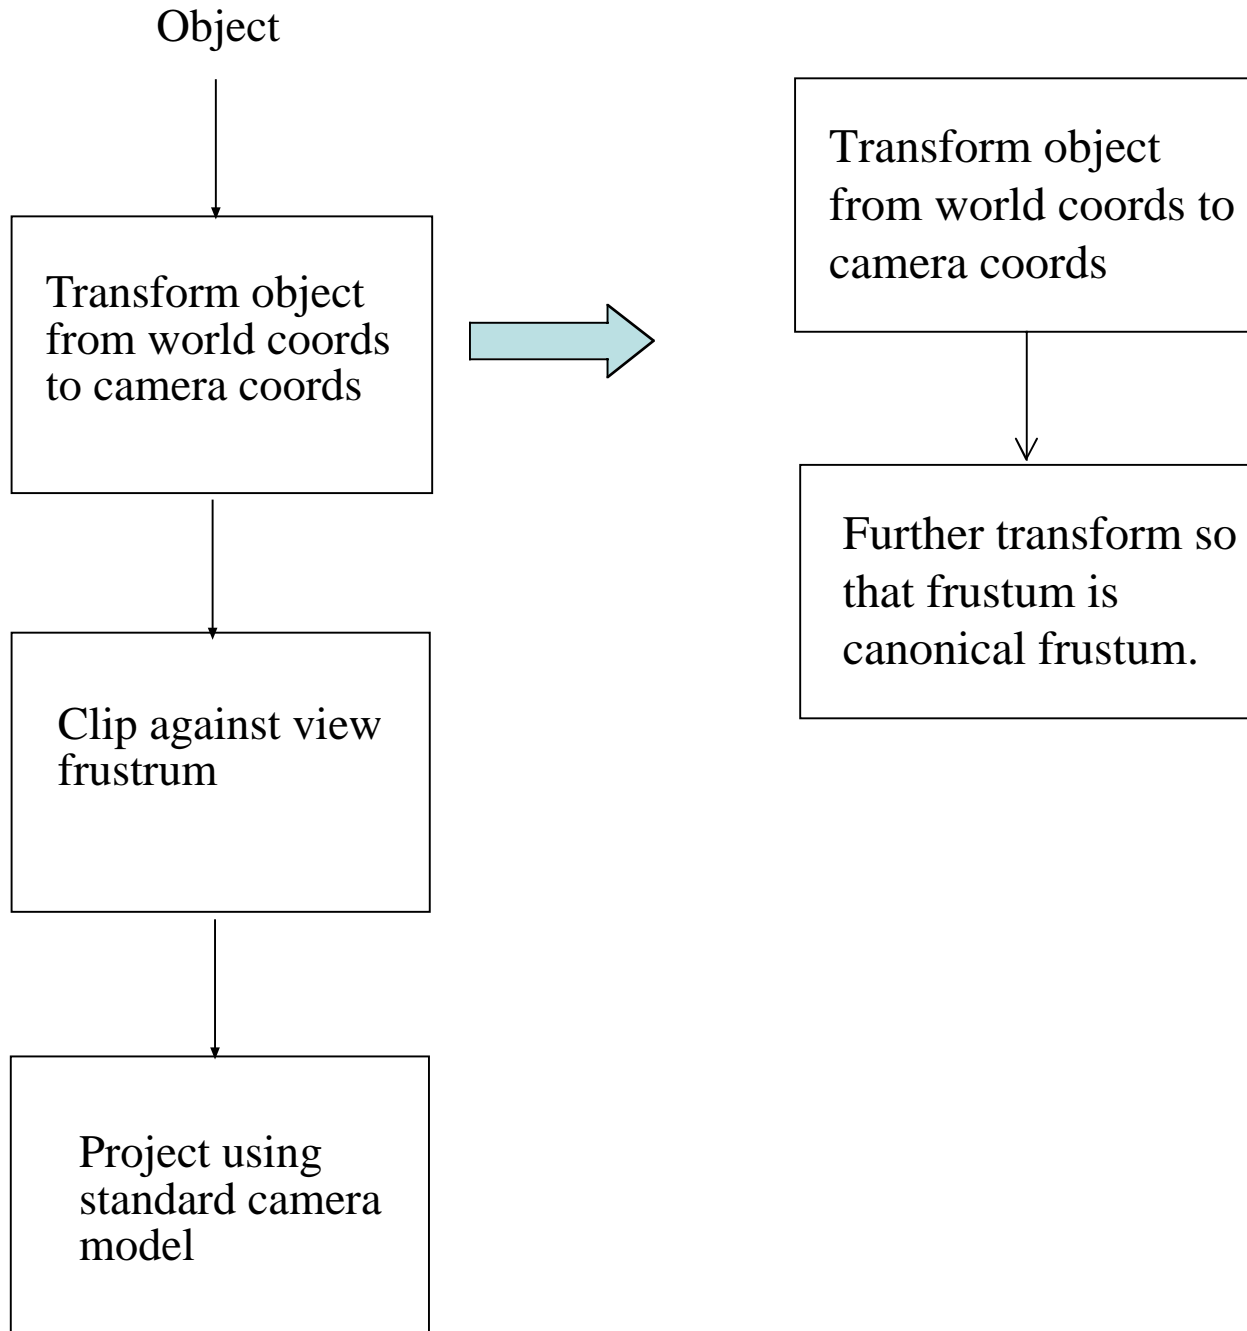 Object
Transform object
from world coords
to camera coords
Clip against view
frustrum
Project using
standard camera
model
Transform object
from world coords to
camera coords
Further transform so
that frustum is
canonical frustum.